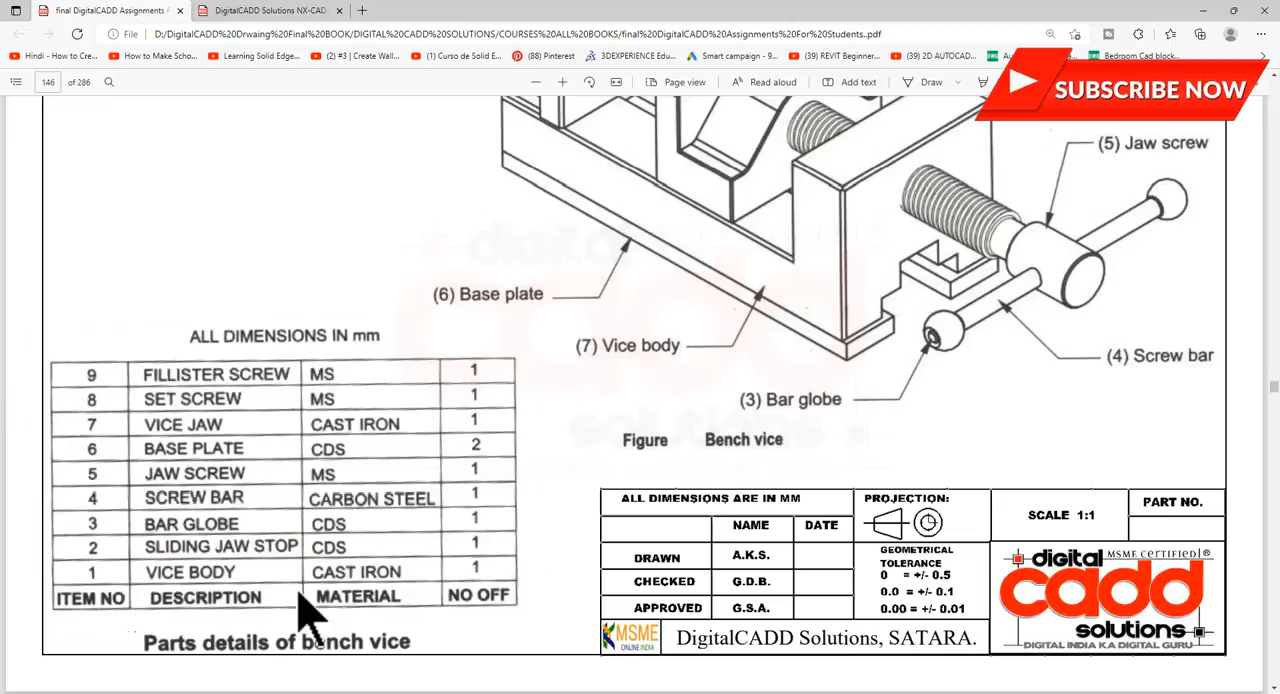 final DigitalCADD Assignments F
DigitalCADD Solutions NX-CAD
File
D:/DigitalCADD%20Drwaing%20Final%20BOOK/DIGITAL%20CADD%20SOLUTIONS/COURSES%20ALL%20BOOKS/final%20DigitalCADD%20Assignments%20For%20Students..pdf
Hindi - How to Cre...
How to Make Scho...
Learning Solid Edge...
(2) #3 | Create Wall...
(1) Curx de Solid E...
(88) Pinterest
3DEXPERIENCE Edu...
Smart campaign - 9...
(39) REVIT Beginner...
(39) 2D AUTOCAD...
Au
Bedroom Cad block...
146 of 286
Page view
Read aloud
Add text
Draw
SUBSCRIBE NOW
(5) Jaw screw
(6) Base plate
(7) Vice body
(4) Screw bar
(3) Bar globe
Figure Bench vice
ALL DIMENSIONS IN mm
9 FILLISTER SCREW MS 1
8 SET SCREW MS 1
7 VICE JAW CAST IRON 1
6 BASE PLATE CDS 2
5 JAW SCREW MS 1
4 SCREW BAR CARBON STEEL 1
3 BAR GLOBE CDS 1
2 SLIDING JAW STOP CDS 1
1 VICE BODY CAST IRON 1
ITEM NO DESCRIPTION MATERIAL NO OFF
Parts details of bench vice
digital
cadd
solutions
ALL DIMENSIONS ARE IN MM
NAME DATE
DRAWN A.K.S.
CHECKED G.D.B.
APPROVED G.S.A.
PROJECTION:
GEOMETRICAL
TOLERANCE
0 = +/- 0.5
0.0 = +/- 0.1
0.00 = +/- 0.01
SCALE 1:1
PART NO.
MSME
ONLINE INDIA
DigitalCADD Solutions, SATARA.
digital MSME CERTIFIED!®
cadd
solutions
DIGITAL INDIA KA DIGITAL GURU